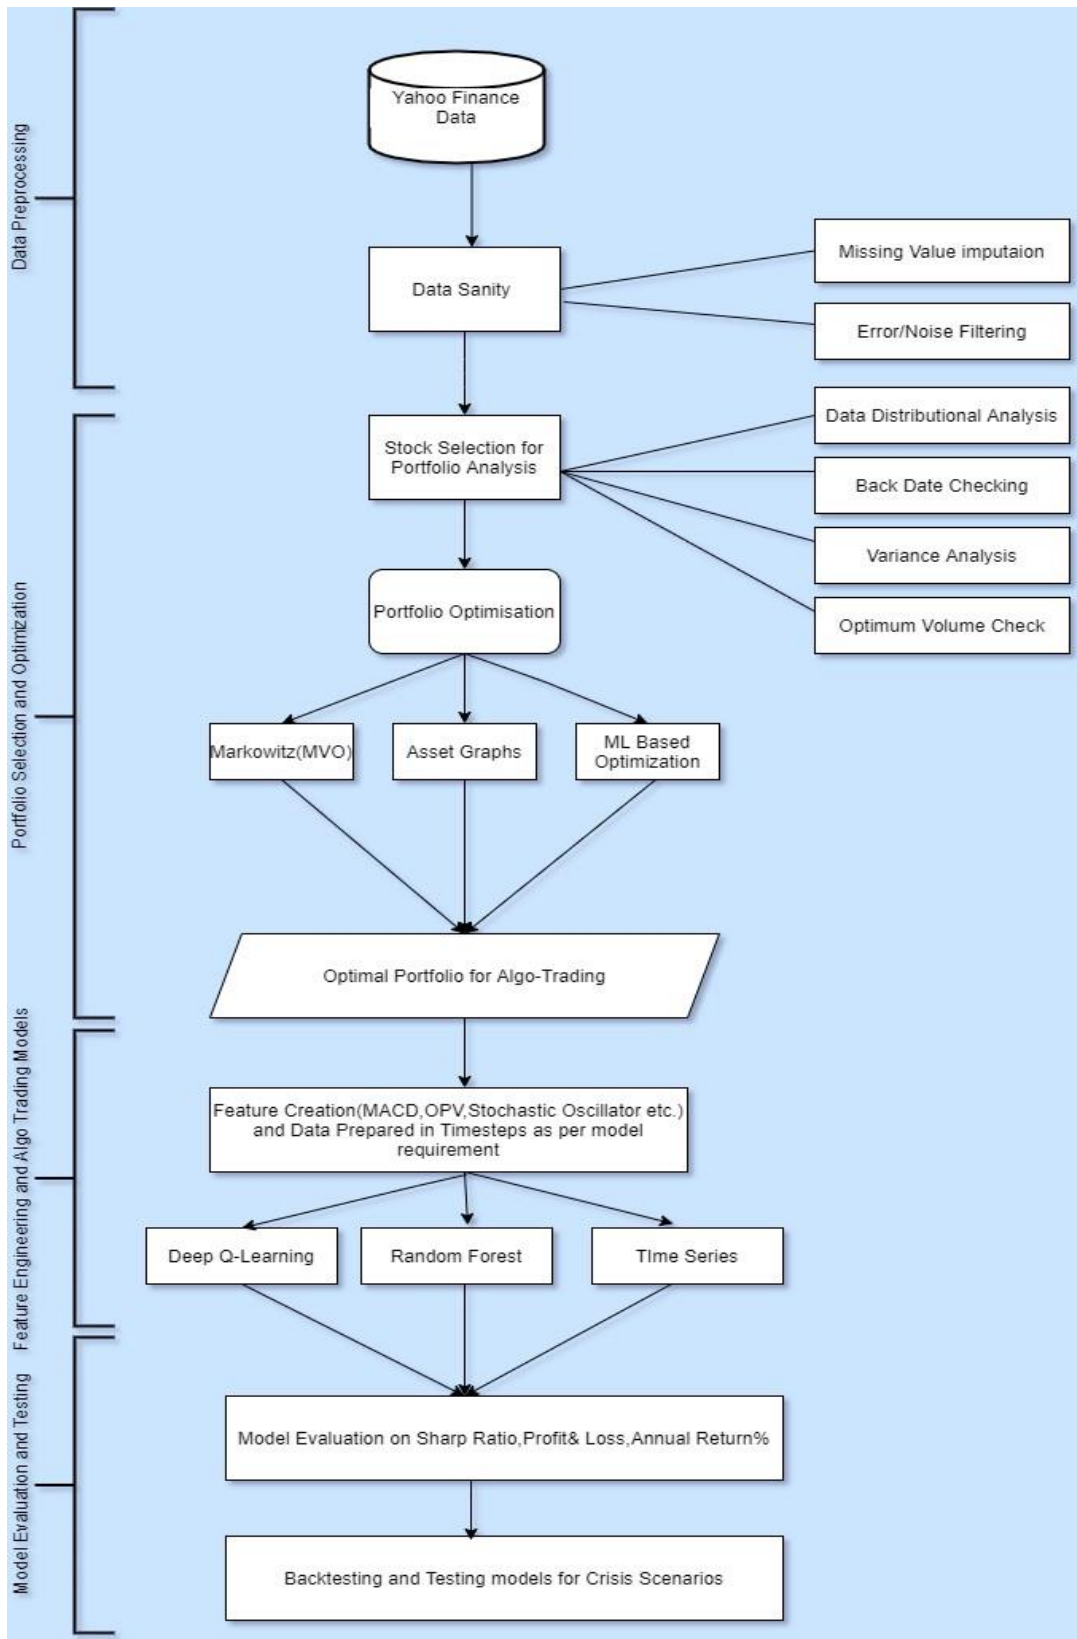 Data Preprocessing
Yahoo Finance
Data
Data Sanity
Missing Value imputaion
Error/Noise Filtering
Portfolio Selection and Optimization
Stock Selection for
Portfolio Analysis
Data Distributional Analysis
Back Date Checking
Variance Analysis
Optimum Volume Check
Portfolio Optimisation
Markowitz(MVO)
Asset Graphs
ML Based
Optimization
Optimal Portfolio for Algo-Trading
Feature Engineering and Algo Trading Models
Feature Creation(MACD,OPV,Stochastic Oscillator etc.)
and Data Prepared in Timesteps as per model
requirement
Deep Q-Learning
Random Forest
TIme Series
Model Evaluation and Testing
Model Evaluation on Sharp Ratio,Profit& Loss,Annual Return%
Backtesting and Testing models for Crisis Scenarios